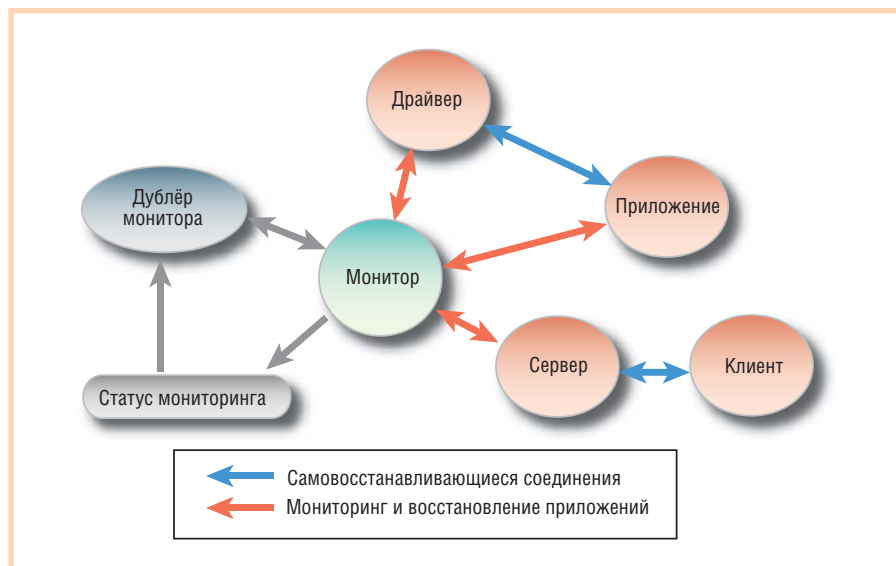 Драйвер
Дублёр
монитора
Приложение
Монитор
Сервер
Клиент
Статус мониторинга
Самовосстанавливающиеся соединения
Мониторинг и восстановление приложений